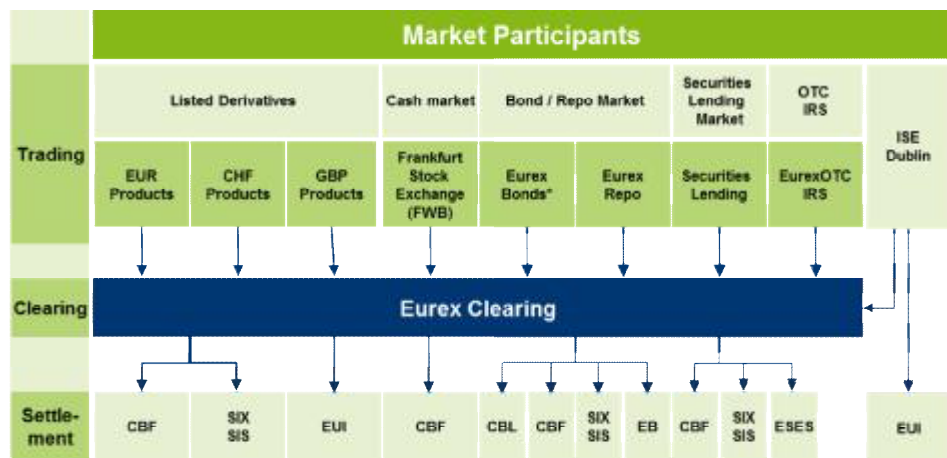 Market Participants
Listed Derivatives
Cash market
Bond / Repo Market
Securities
Lending
Market
OTC
IRS
ISE
Dublin
Trading
EUR
Products
CHF
Products
GBP
Products
Frankfurt
Stock
Exchange
(FWB)
Eurex
Bonds*
Eurex
Repo
Securities
Lending
EurexOTC
IRS
Clearing
Eurex Clearing
Settle-
ment
CBF
SIX
SIS
EUI
CBF
CBL
CBF
SIX
SIS
EB
CBF
SIX
SIS
ESES
EUI